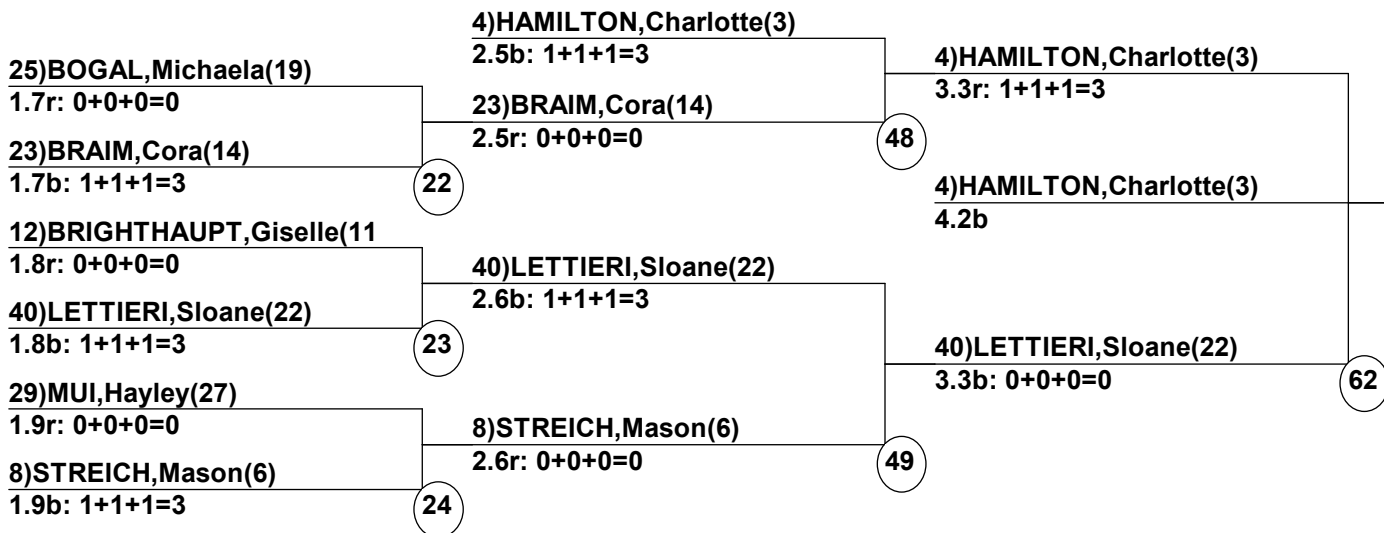 25)BOGAL,Michaela(19)
1.7r: 0+0+0=0
23)BRAIM,Cora(14)
1.7b: 1+1+1=3
22
12)BRIGHTHAUPT,Giselle(11
1.8r: 0+0+0=0
40)LETTIERI,Sloane(22)
1.8b: 1+1+1=3
23
29)MUI,Hayley(27)
1.9r: 0+0+0=0
8)STREICH,Mason(6)
1.9b: 1+1+1=3
24
4)HAMILTON,Charlotte(3)
2.5b: 1+1+1=3
23)BRAIM,Cora(14)
2.5r: 0+0+0=0
48
40)LETTIERI,Sloane(22)
2.6b: 1+1+1=3
8)STREICH,Mason(6)
2.6r: 0+0+0=0
49
4)HAMILTON,Charlotte(3)
3.3r: 1+1+1=3
4)HAMILTON,Charlotte(3)
4.2b
40)LETTIERI,Sloane(22)
3.3b: 0+0+0=0
62